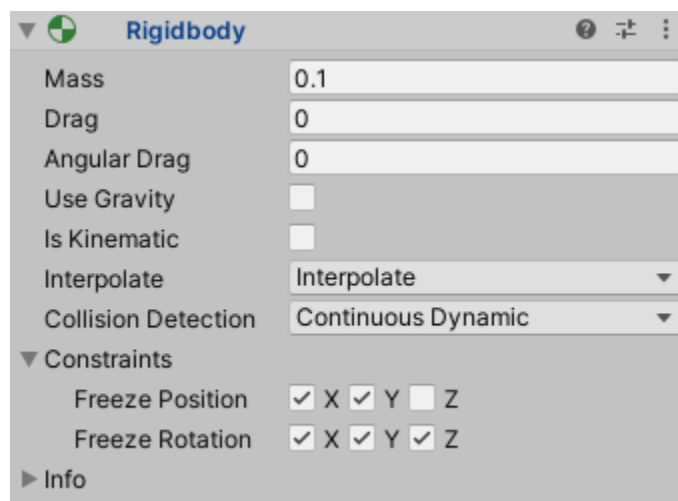 Rigidbody
Mass 0.1
Drag 0
Angular Drag 0
Use Gravity
Is Kinematic
Interpolate Interpolate
Collision Detection Continuous Dynamic
Constraints
Freeze Position X Y Z
Freeze Rotation X Y Z
Info